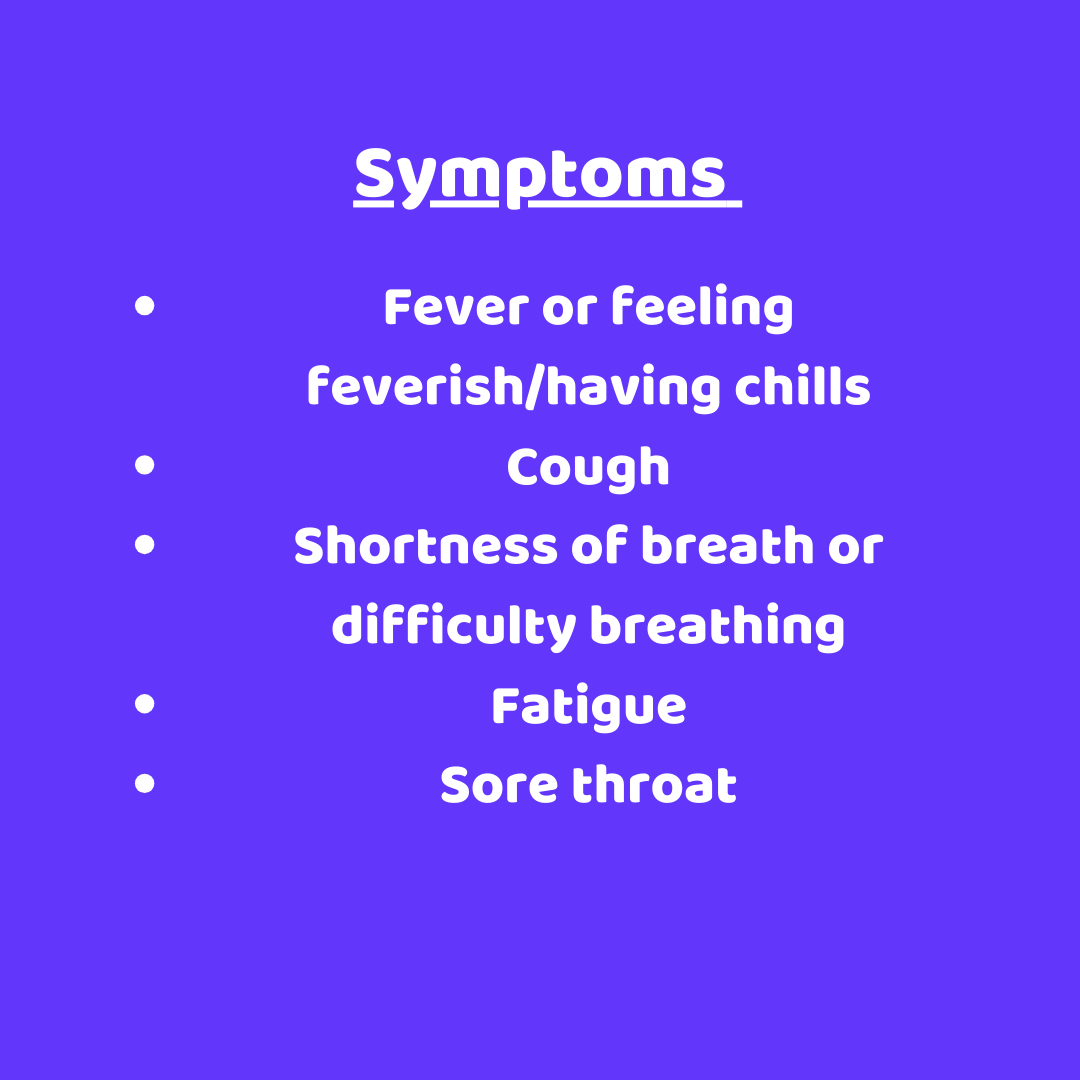 Symptoms
• Fever or feeling
feverish/having chills
• Cough
• Shortness of breath or
difficulty breathing
• Fatigue
• Sore throat